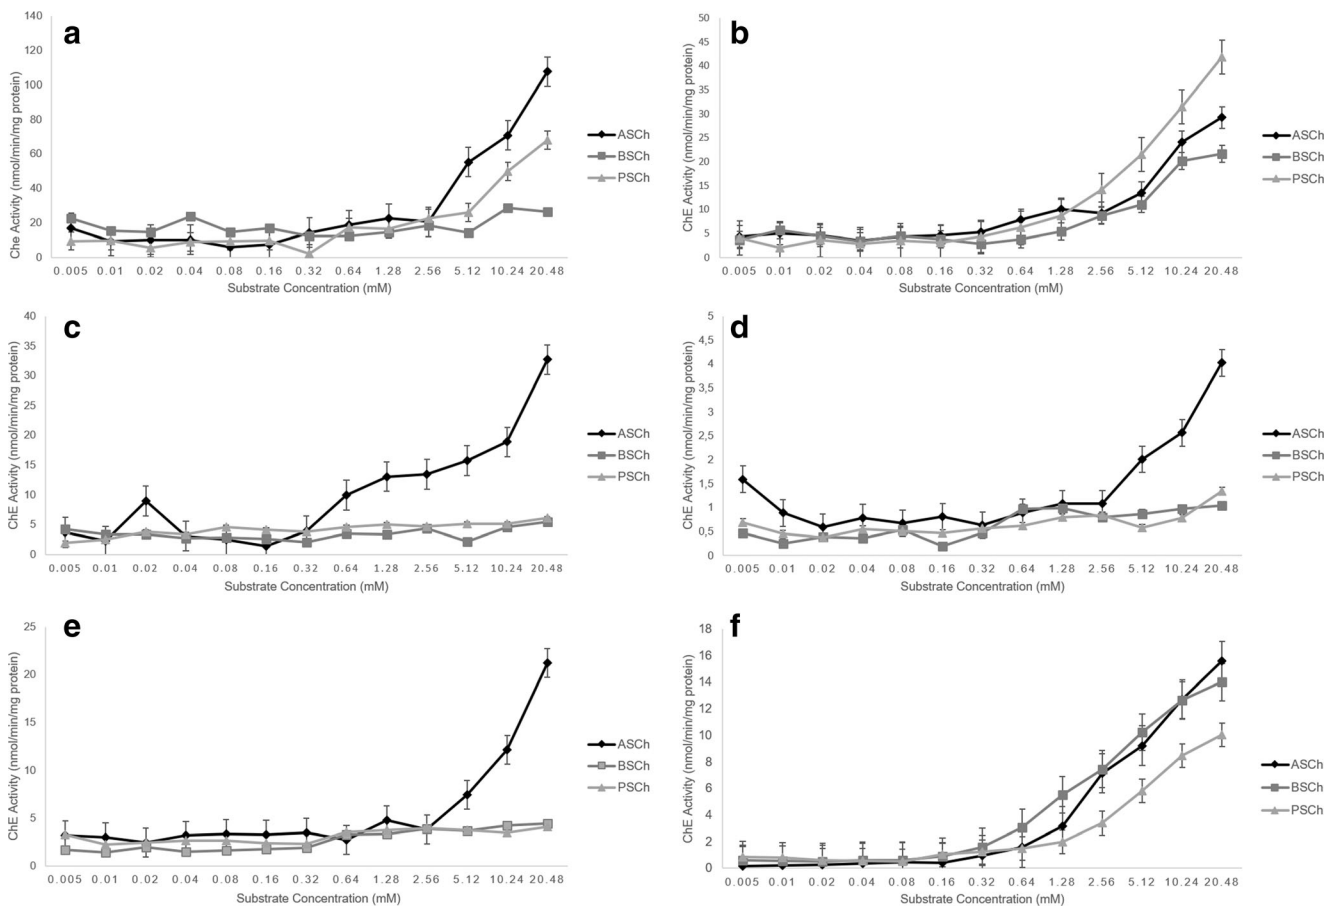 a
Che Activity (nmol/min/mg protein)
140
120
100
80
60
40
20
0
0.005 0.01 0.02 0.04 0.08 0.16 0.32 0.64 1.28 2.56 5.12 10.24 20.48
Substrate Concentration (mM)
ASCh
BSCh
PSCh
b
ChE Activity (nmol/min/mg protein)
50
45
40
35
30
25
20
15
10
5
0
0.005 0.01 0.02 0.04 0.08 0.16 0.32 0.64 1.28 2.56 5.12 10.24 20.48
Substrate Concentration (mM)
ASCh
BSCh
PSCh
c
ChE Activity (nmol/min/mg protein)
40
35
30
25
20
15
10
5
0
0.005 0.01 0.02 0.04 0.08 0.16 0.32 0.64 1.28 2.56 5.12 10.24 20.48
Substrate Concentration (mM)
ASCh
BSCh
PSCh
d
ChE Activity (nmol/min/mg protein)
5
4,5
4
3,5
3
2,5
2
1,5
1
0,5
0
0.005 0.01 0.02 0.04 0.08 0.16 0.32 0.64 1.28 2.56 5.12 10.24 20.48
Substrate Concentration (mM)
ASCh
BSCh
PSCh
e
ChE Activity (nmol/min/mg protein)
25
20
15
10
5
0
0.005 0.01 0.02 0.04 0.08 0.16 0.32 0.64 1.28 2.56 5.12 10.24 20.48
Substrate Concentration (mM)
ASCh
BSCh
PSCh
f
ChE Activity (nmol/min/mg protein)
18
16
14
12
10
8
6
4
2
0
0.005 0.01 0.02 0.04 0.08 0.16 0.32 0.64 1.28 2.56 5.12 10.24 20.48
Substrate Concentration (mM)
ASCh
BSCh
PSCh